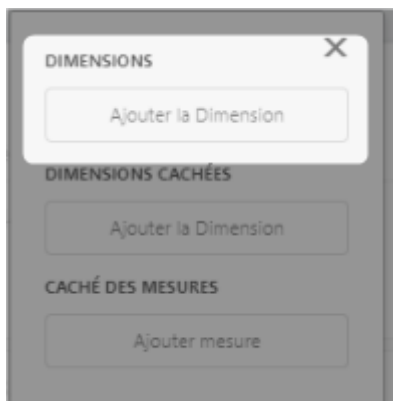 DIMENSIONS
Ajouter la Dimension
DIMENSIONS CACHÉES
Ajouter la Dimension
CACHÉ DES MESURES
Ajouter mesure